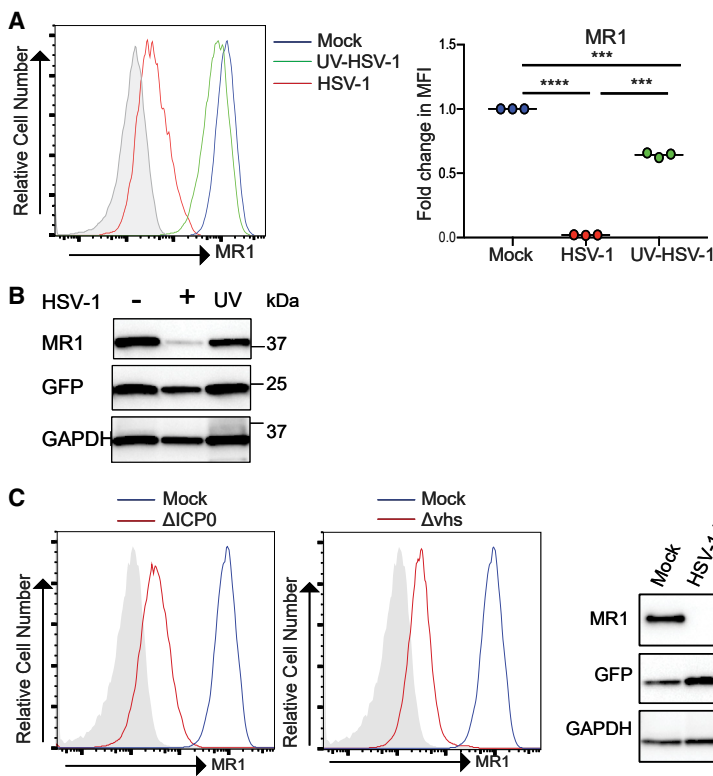 A
Relative Cell Number
MR1
Mock
UV-HSV-1
HSV-1
MR1
***
****
***
Fold change in MFI
1.5
1.0
0.5
0.0
Mock
HSV-1
UV-HSV-1
B
HSV-1 - + UV kDa
MR1
37
GFP
25
GAPDH
37
C
Mock
ΔICP0
Relative Cell Number
MR1
Mock
Δvhs
Relative Cell Number
MR1
Mock
HSV-1
MR1
GFP
GAPDH